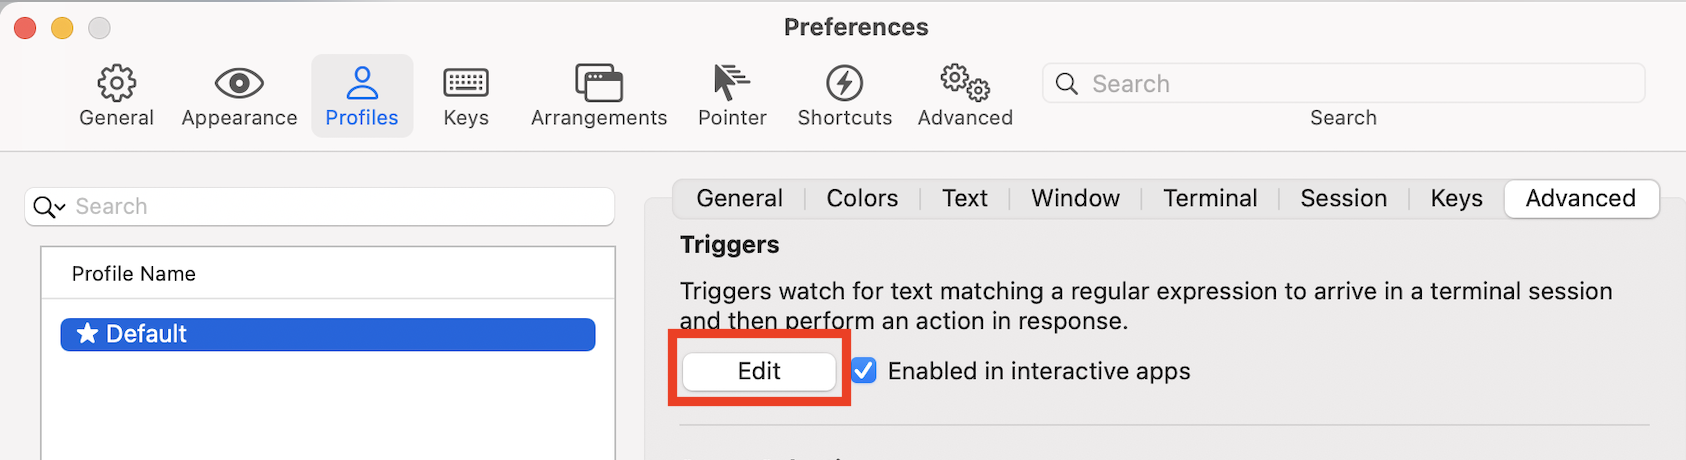 Preferences
General Appearance Profiles Keys Arrangements Pointer Shortcuts Advanced Search
Search
Search
Profile Name
Default
General Colors Text Window Terminal Session Keys Advanced
Triggers
Triggers watch for text matching a regular expression to arrive in a terminal session
and then perform an action in response.
Edit Enabled in interactive apps